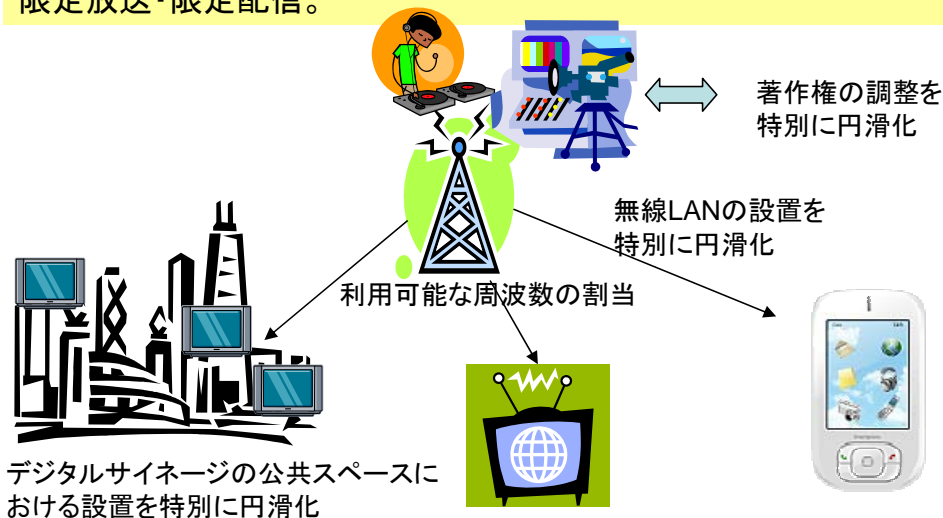 限定放送・限定配信。
著作権の調整を
特別に円滑化
無線LANの設置を
特別に円滑化
利用可能な周波数の割当
デジタルサイネージの公共スペースに
おける設置を特別に円滑化